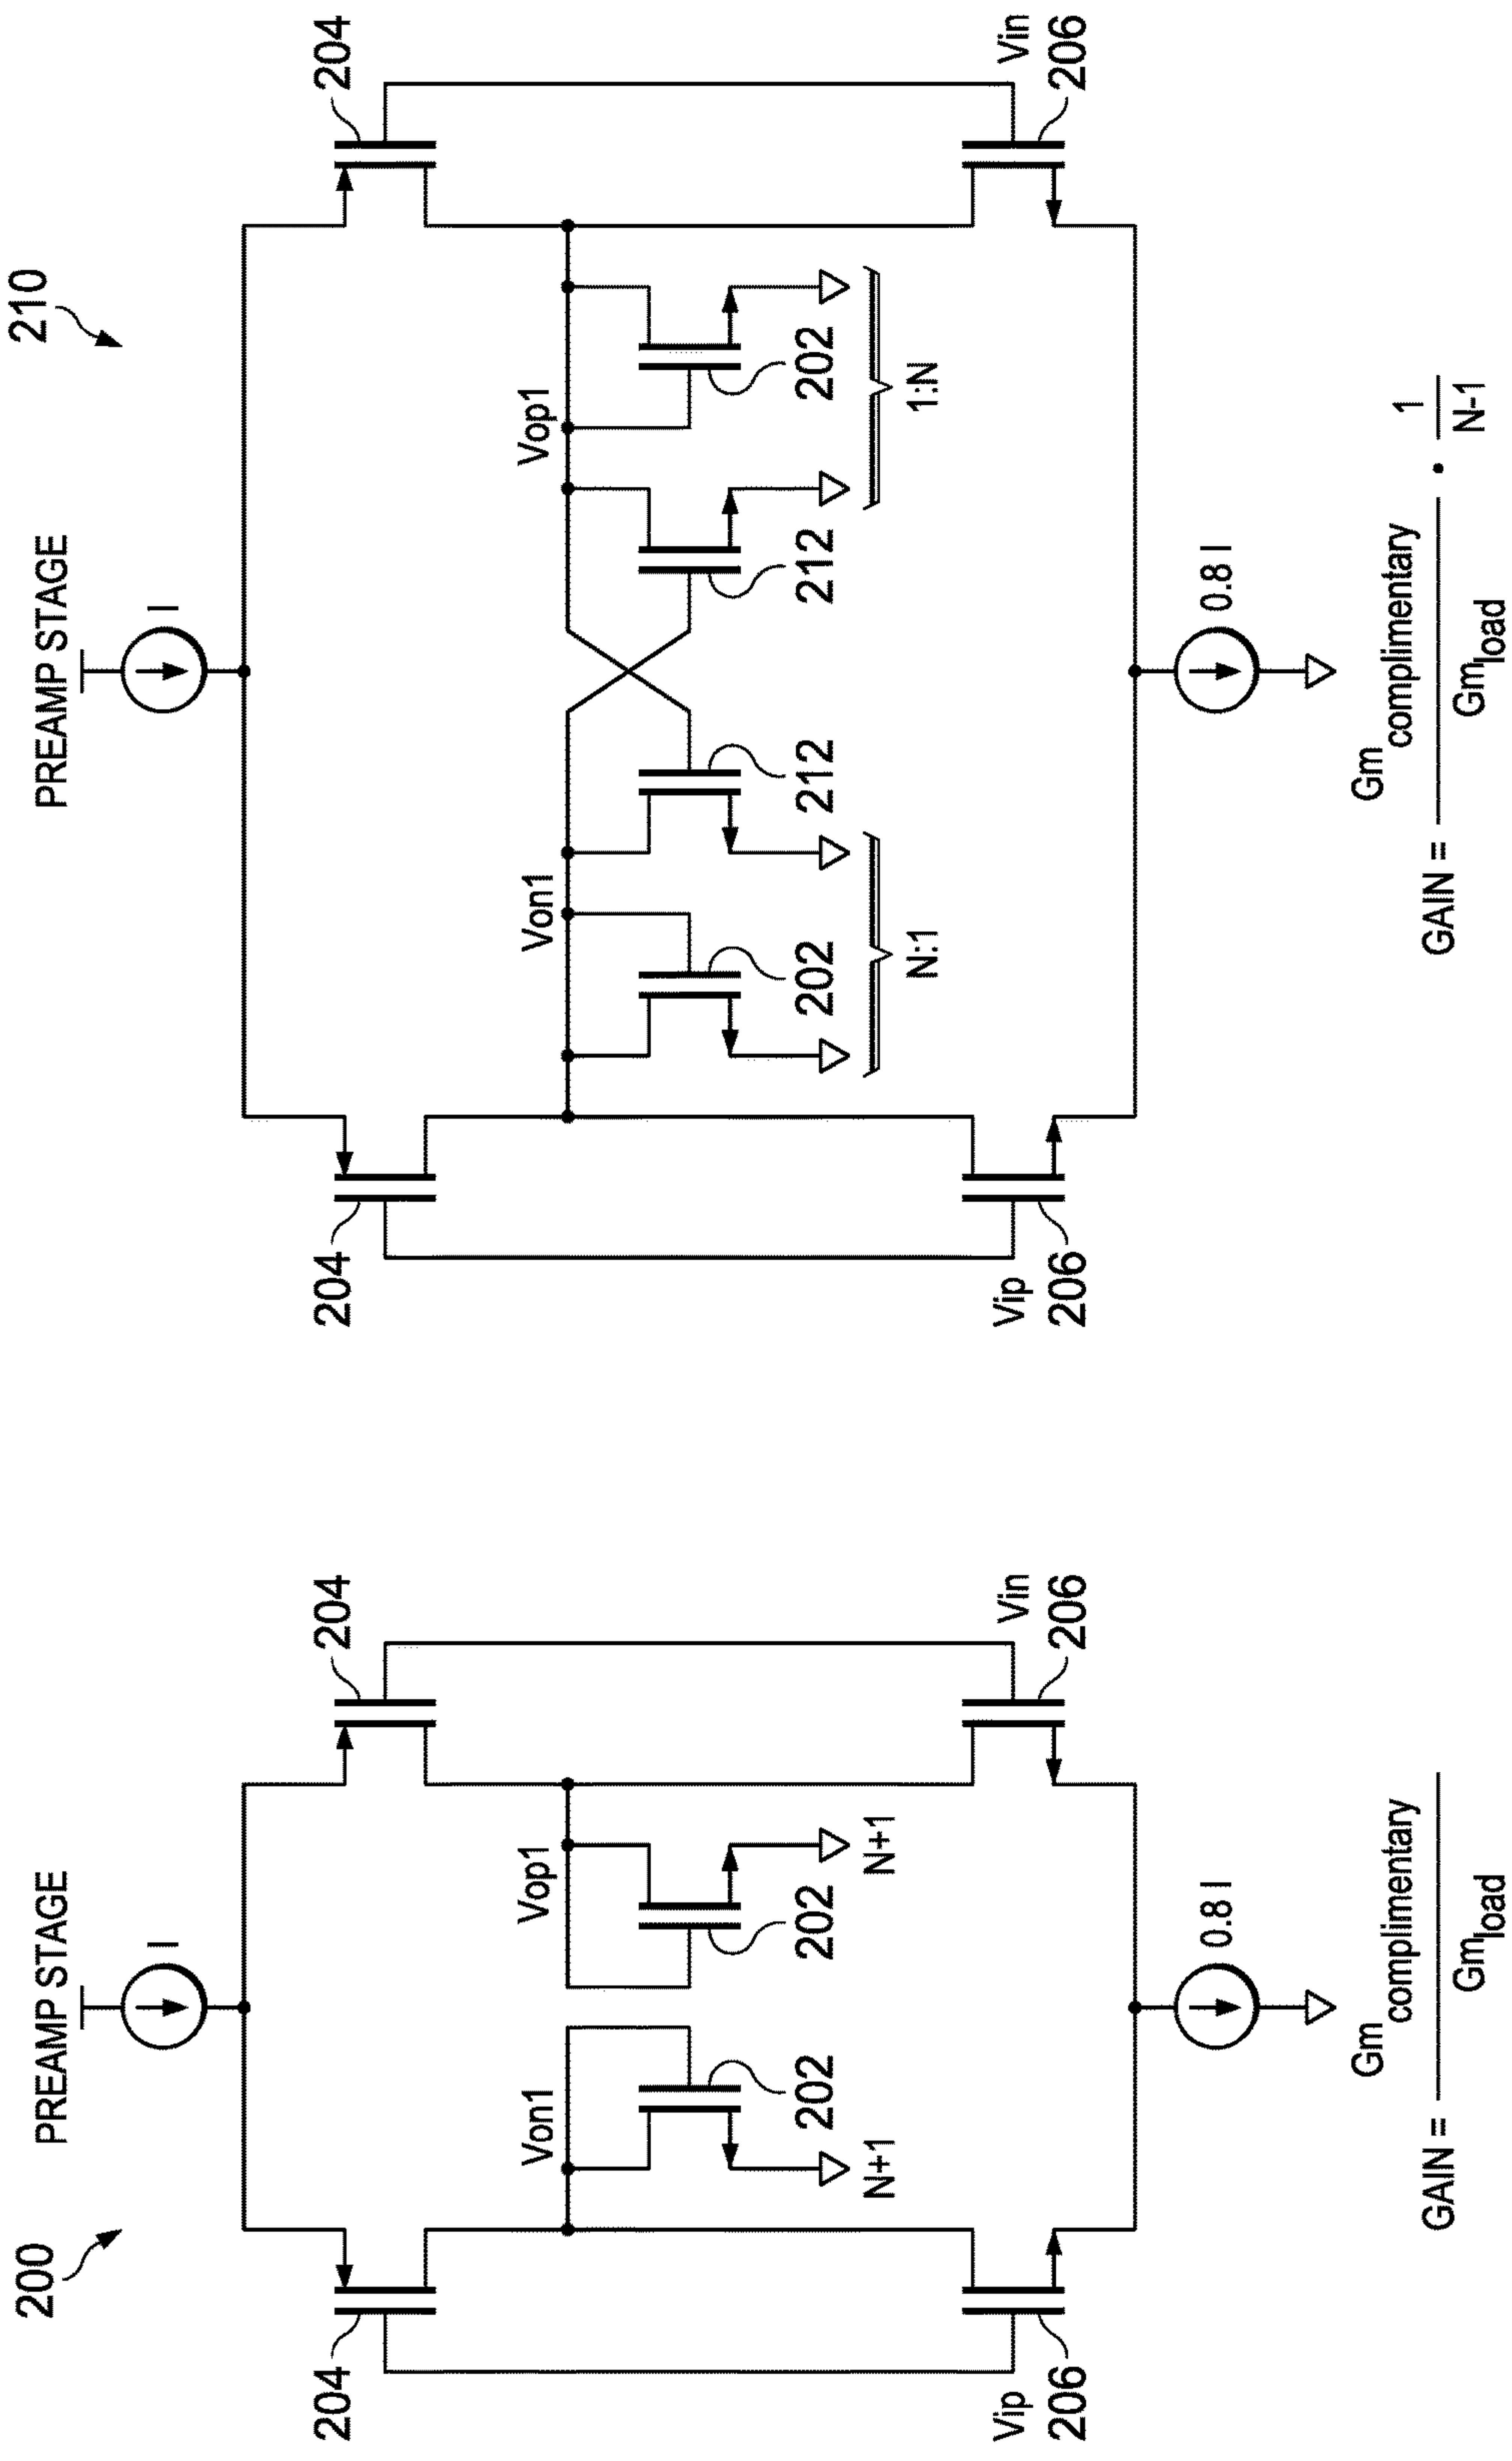 200
PREAMP STAGE
I
204
204
Von1
Vop1
202
202
N+1
N+1
Vip
206
Vin
206
0.8 I
GAIN = Gm complimentary / Gm load
210
PREAMP STAGE
I
204
204
Von1
Vop1
202
212
212
202
N:1
1:N
Vip
206
Vin
206
0.8 I
GAIN = Gm complimentary / Gm load • 1 / N-1